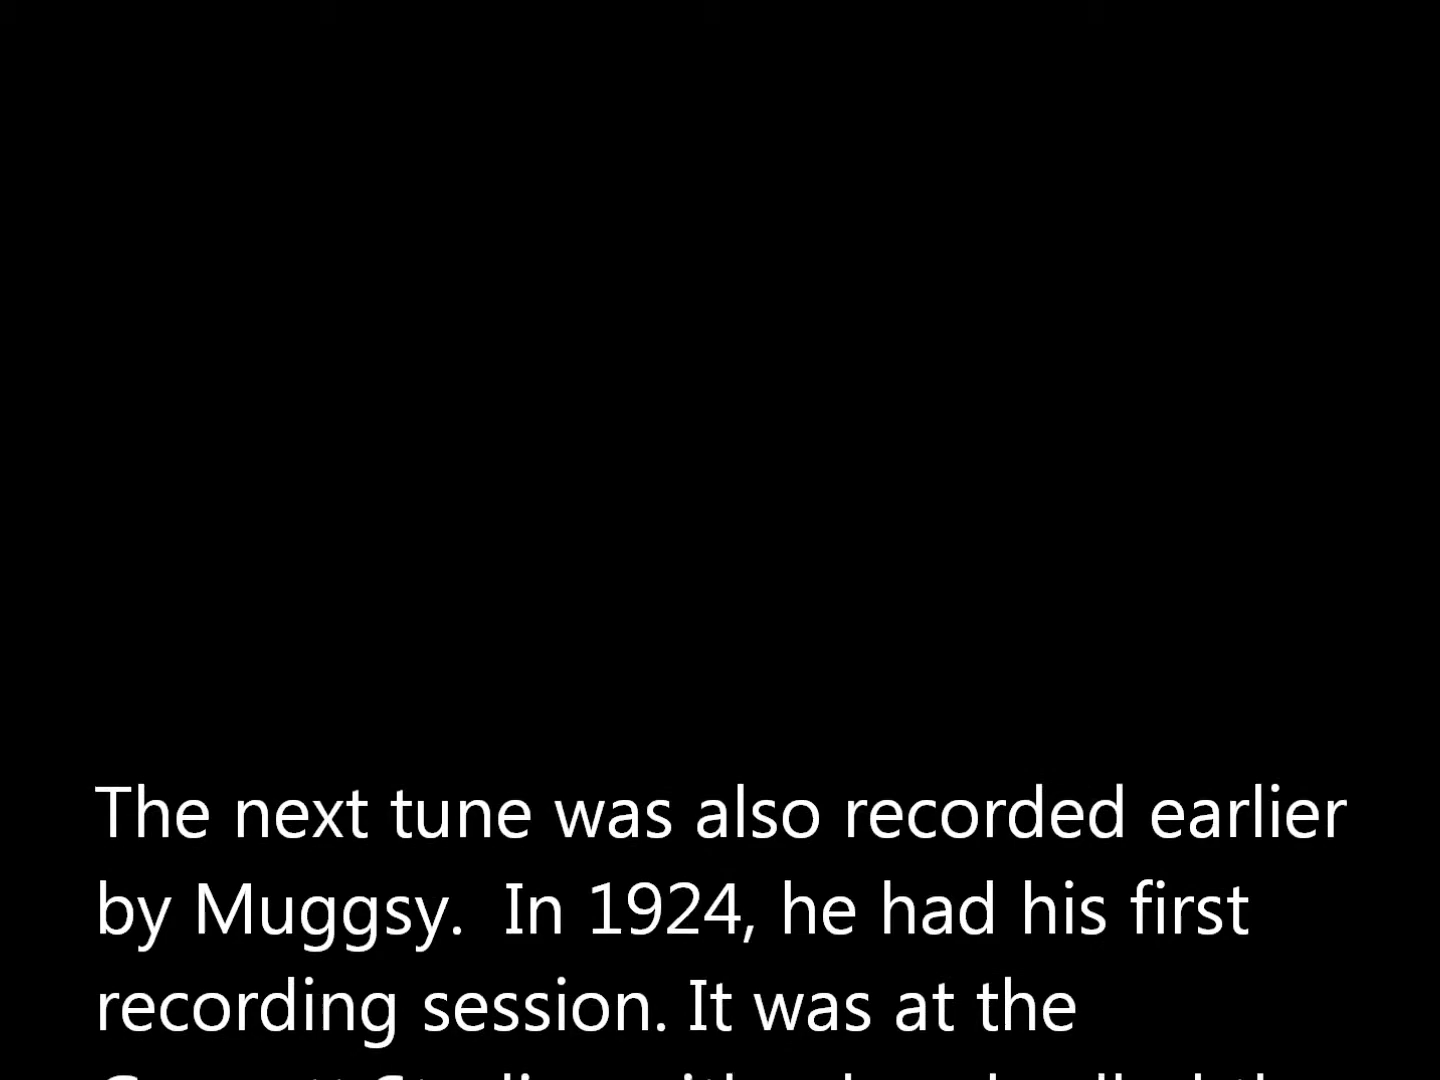 The next tune was also recorded earlier
by Muggsy.  In 1924, he had his first
recording session. It was at the